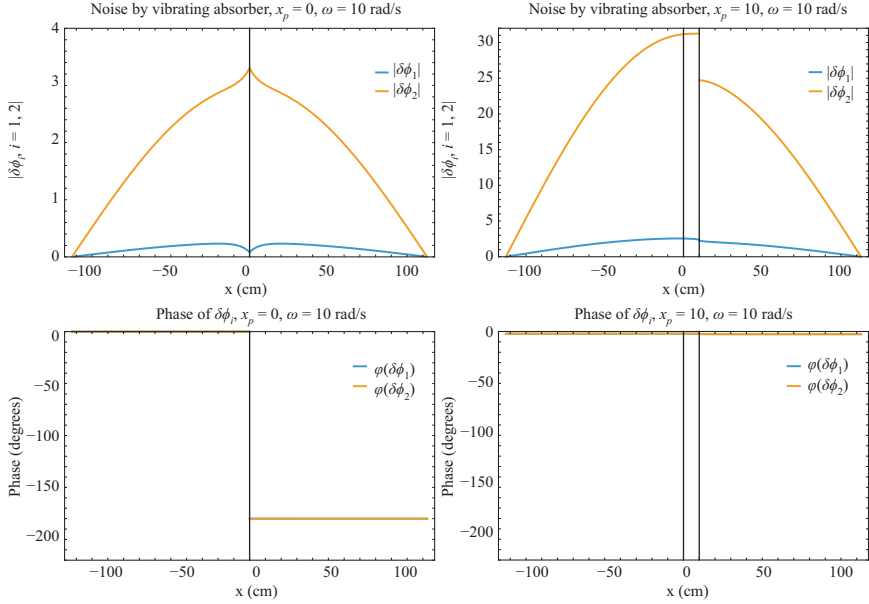 Noise by vibrating absorber, x_p = 0, ω = 10 rad/s
4
3
2
1
0
|δϕ_i, i = 1, 2|
|δϕ_1|
|δϕ_2|
−100
−50
0
50
100
x (cm)
Noise by vibrating absorber, x_p = 10, ω = 10 rad/s
30
25
20
15
10
5
0
|δϕ_i, i = 1, 2|
|δϕ_1|
|δϕ_2|
−100
−50
0
50
100
x (cm)
Phase of δϕ_i, x_p = 0, ω = 10 rad/s
0
−50
−100
−150
−200
Phase (degrees)
φ(δϕ_1)
φ(δϕ_2)
−100
−50
0
50
100
x (cm)
Phase of δϕ_i, x_p = 10, ω = 10 rad/s
0
−50
−100
−150
−200
Phase (degrees)
φ(δϕ_1)
φ(δϕ_2)
−100
−50
0
50
100
x (cm)